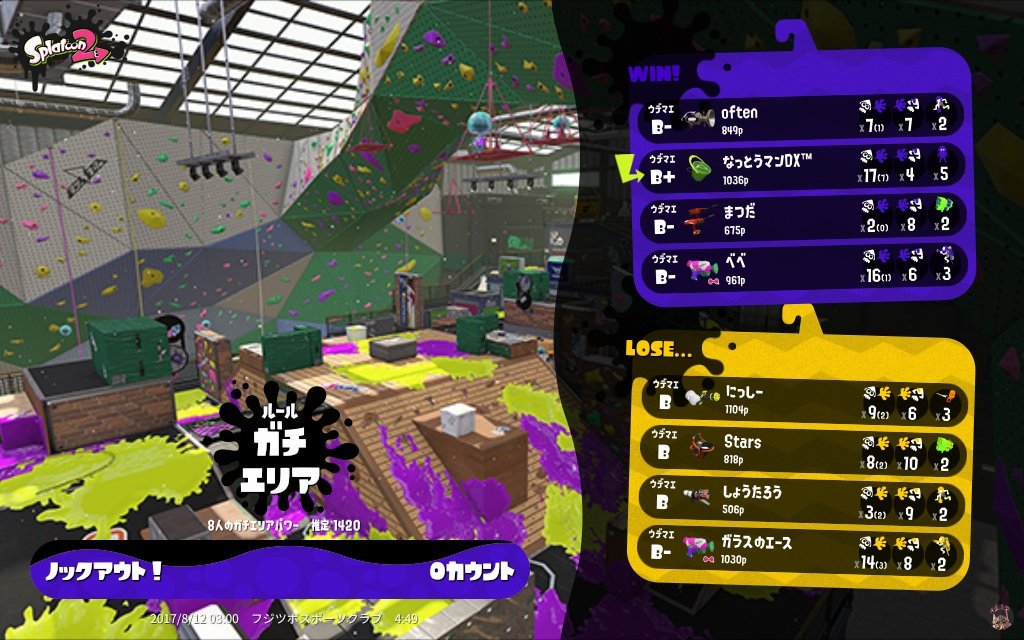 Splatoon 2
ルール
ガチ
エリア
8人のガチエリアパワー 推定 1420
ノックアウト!
0カウント
2017/8/12 03:00 フジツボスポーツクラブ 4:49
WIN!
ウデマエ
B-
often
849p
x7(1) x7 x2
ウデマエ
B+
なっとうマンDX™
1036p
x17(7) x4 x5
ウデマエ
B-
まつだ
675p
x2(0) x8 x2
ウデマエ
B-
ベベ
961p
x16(1) x6 x3
LOSE...
ウデマエ
B
にっしー
1104p
x9(2) x6 x3
ウデマエ
B
Stars
818p
x8(2) x10 x2
ウデマエ
B
しょうたろう
506p
x3(2) x9 x2
ウデマエ
B-
ガラスのエース
1030p
x14(3) x8 x2